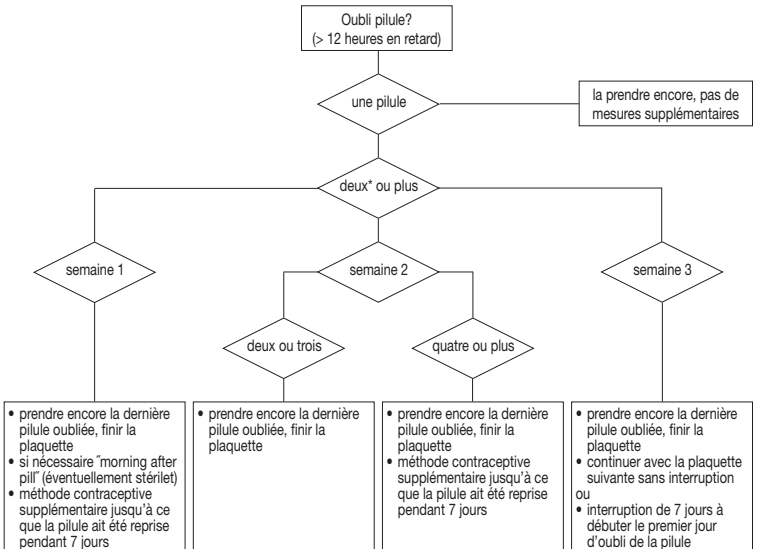 Oubli pilule?
(> 12 heures en retard)
une pilule
la prendre encore, pas de
mesures supplémentaires
deux* ou plus
semaine 1
semaine 2
semaine 3
deux ou trois
quatre ou plus
• prendre encore la dernière
pilule oubliée, finir la
plaquette
• si nécessaire ˝morning after
pill˝ (éventuellement stérilet)
• méthode contraceptive
supplémentaire jusqu'à ce
que la pilule ait été reprise
pendant 7 jours
• prendre encore la dernière
pilule oubliée, finir la
plaquette
• prendre encore la dernière
pilule oubliée, finir la
plaquette
• méthode contraceptive
supplémentaire jusqu'à ce
que la pilule ait été reprise
pendant 7 jours
• prendre encore la dernière
pilule oubliée, finir la
plaquette
• continuer avec la plaquette
suivante sans interruption
ou
• interruption de 7 jours à
débuter le premier jour
d'oubli de la pilule